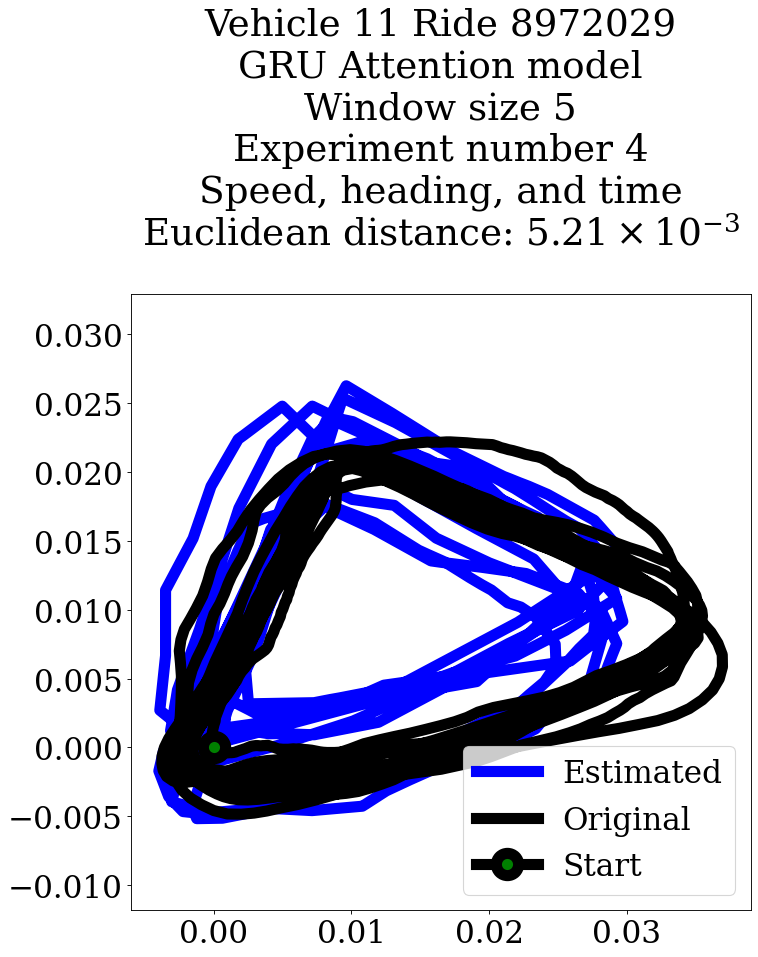 Vehicle 11 Ride 8972029
GRU Attention model
Window size 5
Experiment number 4
Speed, heading, and time
Euclidean distance: 5.21 × 10⁻³
0.030
0.025
0.020
0.015
0.010
0.005
0.000
−0.005
−0.010
0.00 0.01 0.02 0.03
Estimated
Original
Start